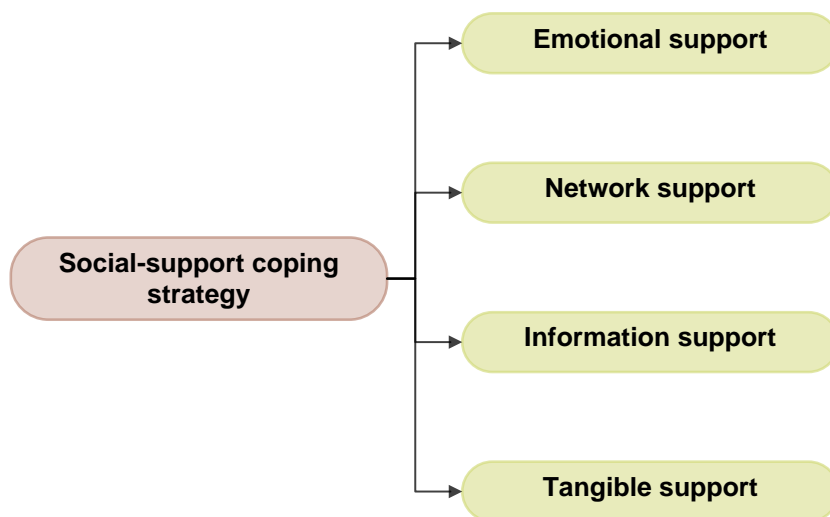 Emotional support
Network support
Social-support coping
strategy
Information support
Tangible support